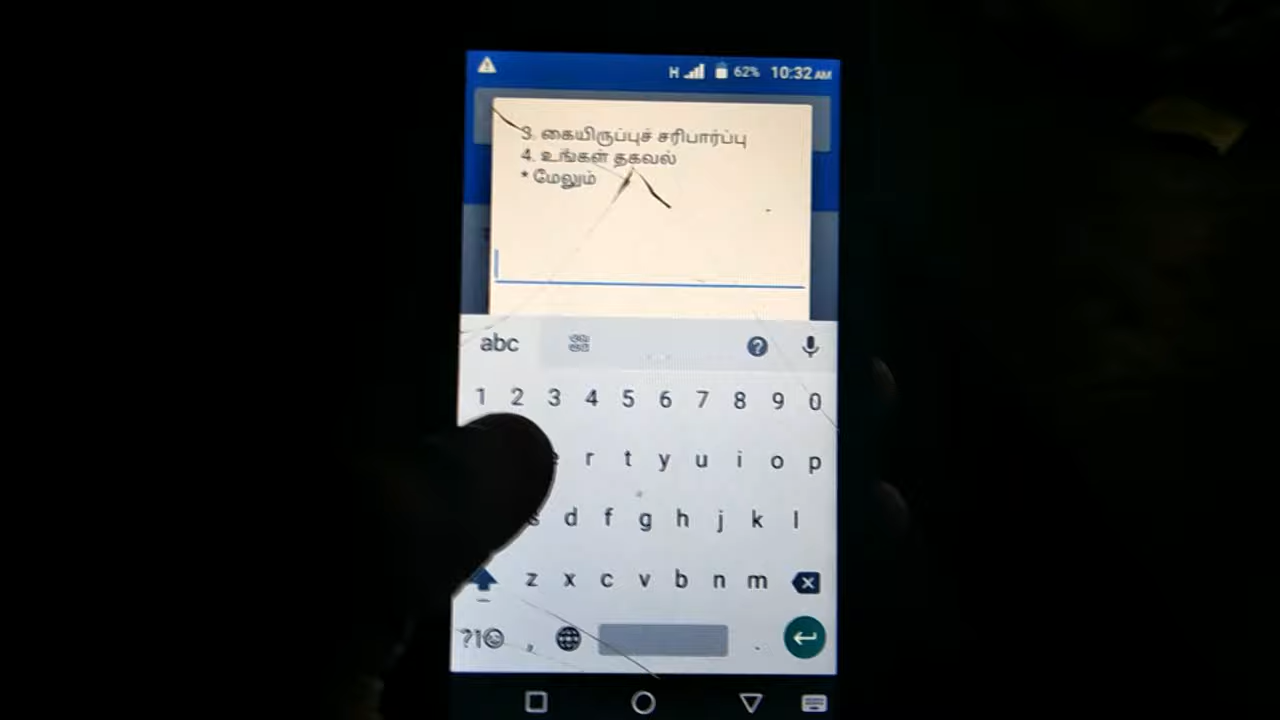 H 62% 10:32 AM
3. கையிருப்புச் சரிபார்ப்பு
4. உங்கள் தகவல்
* மேலும்
abc
1 2 3 4 5 6 7 8 9 0
e r t y u i o p
s d f g h j k l
z x c v b n m
?1☺ , .